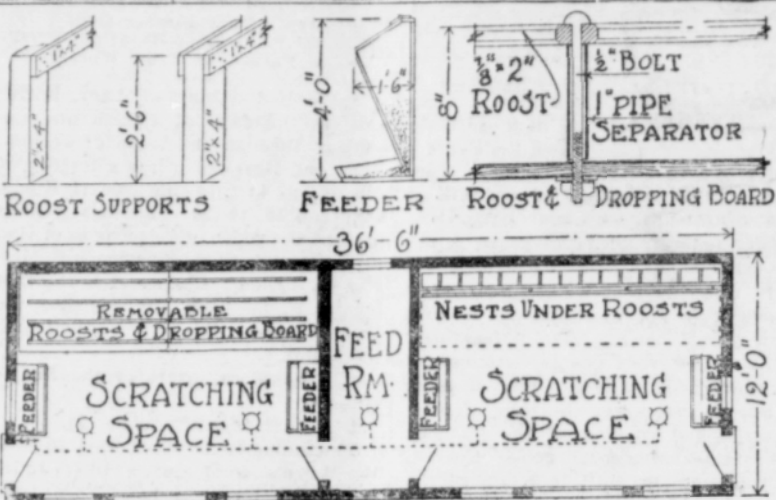 1"x4"
1"x4"
2"x4"
2'-6"
2"x4"
ROOST SUPPORTS
4'-0"
1'-6"
FEEDER
8"
7/8" x 2"
ROOST
1/2" BOLT
1" PIPE
SEPARATOR
ROOST & DROPPING BOARD
36'-6"
REMOVABLE
ROOSTS & DROPPING BOARD
NESTS UNDER ROOSTS
FEED
RM.
FEEDER
SCRATCHING
SPACE
FEEDER
FEEDER
SCRATCHING
SPACE
FEEDER
12'-0"